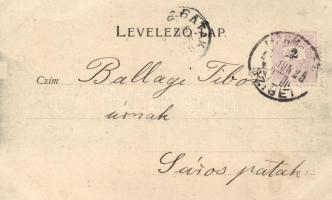 LEVELEZŐ-LAP.
Czim Ballagi Tibor
úrnak
Sáros patak